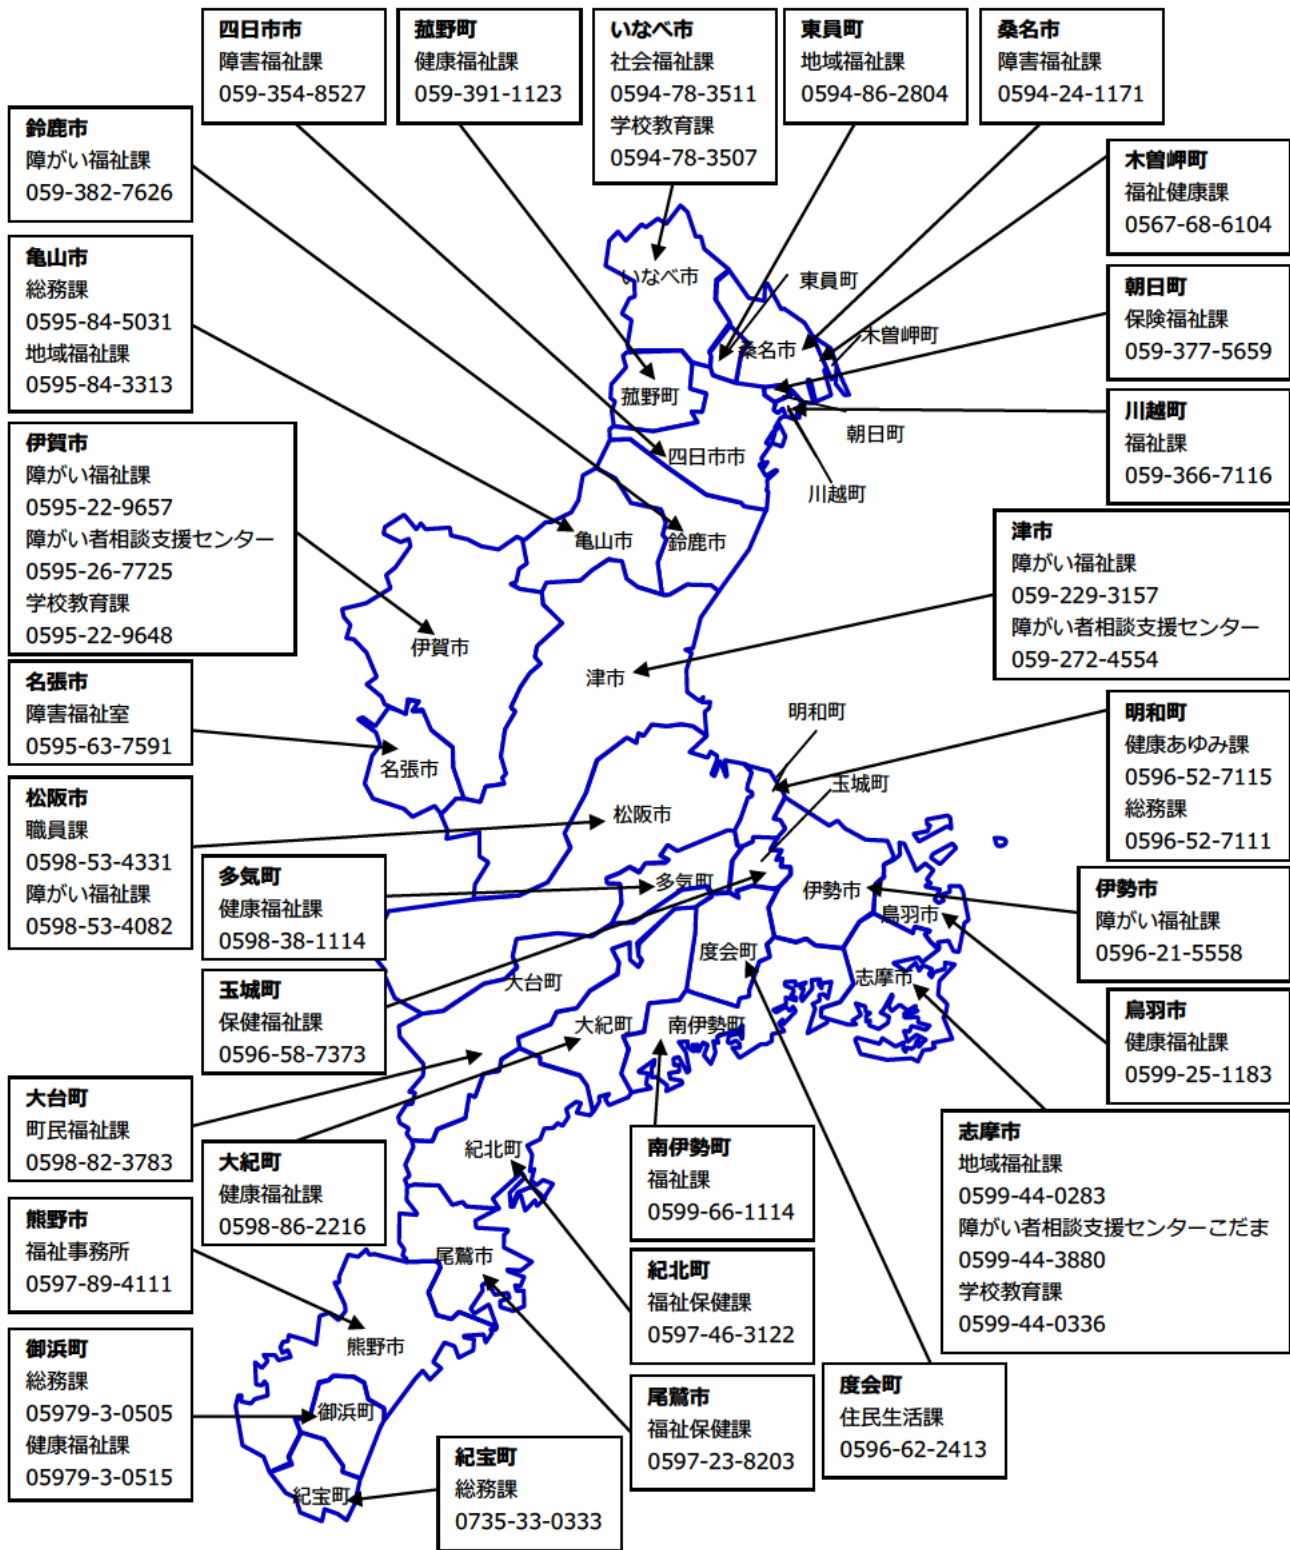 四日市市
障害福祉課
059-354-8527
菰野町
健康福祉課
059-391-1123
いなべ市
社会福祉課
0594-78-3511
学校教育課
0594-78-3507
東員町
地域福祉課
0594-86-2804
桑名市
障害福祉課
0594-24-1171
鈴鹿市
障がい福祉課
059-382-7626
木曽岬町
福祉健康課
0567-68-6104
亀山市
総務課
0595-84-5031
地域福祉課
0595-84-3313
朝日町
保険福祉課
059-377-5659
川越町
福祉課
059-366-7116
伊賀市
障がい福祉課
0595-22-9657
障がい者相談支援センター
0595-26-7725
学校教育課
0595-22-9648
津市
障がい福祉課
059-229-3157
障がい者相談支援センター
059-272-4554
名張市
障害福祉室
0595-63-7591
明和町
健康あゆみ課
0596-52-7115
総務課
0596-52-7111
松阪市
職員課
0598-53-4331
障がい福祉課
0598-53-4082
多気町
健康福祉課
0598-38-1114
伊勢市
障がい福祉課
0596-21-5558
玉城町
保健福祉課
0596-58-7373
鳥羽市
健康福祉課
0599-25-1183
大台町
町民福祉課
0598-82-3783
大紀町
健康福祉課
0598-86-2216
南伊勢町
福祉課
0599-66-1114
志摩市
地域福祉課
0599-44-0283
障がい者相談支援センターこだま
0599-44-3880
学校教育課
0599-44-0336
熊野市
福祉事務所
0597-89-4111
紀北町
福祉保健課
0597-46-3122
御浜町
総務課
05979-3-0505
健康福祉課
05979-3-0515
尾鷲市
福祉保健課
0597-23-8203
度会町
住民生活課
0596-62-2413
紀宝町
総務課
0735-33-0333
いなべ市
東員町
木曽岬町
桑名市
菰野町
朝日町
四日市市
川越町
亀山市
鈴鹿市
伊賀市
津市
明和町
名張市
玉城町
松阪市
多気町
伊勢市
鳥羽市
度会町
志摩市
大台町
大紀町
南伊勢町
紀北町
尾鷲市
熊野市
御浜町
紀宝町